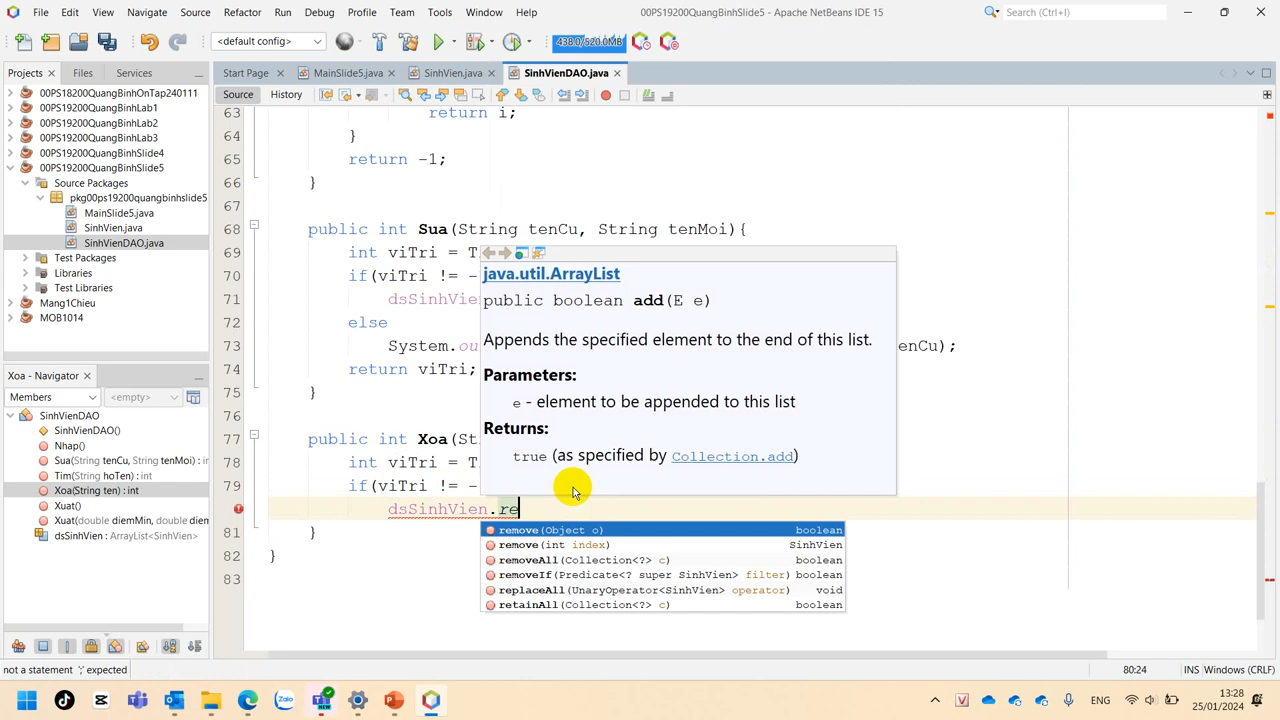 File Edit View Navigate Source Refactor Run Debug Profile Team Tools Window Help
00PS19200QuangBinhSlide5 - Apache NetBeans IDE 15
Search (Ctrl+I)
<default config>
438.0/520.0MB
Projects Files Services
Start Page MainSlide5.java SinhVien.java SinhVienDAO.java
Source History
00PS18200QuangBinhOnTap240111
00PS19200QuangBinhLab1
00PS19200QuangBinhLab2
00PS19200QuangBinhLab3
00PS19200QuangBinhSlide4
00PS19200QuangBinhSlide5
Source Packages
pkg00ps19200quangbinhslide5
MainSlide5.java
SinhVien.java
SinhVienDAO.java
Test Packages
Libraries
Test Libraries
Mang1Chieu
MOB1014
Xoa - Navigator
Members <empty>
SinhVienDAO
SinhVienDAO()
Nhap()
Sua(String tenCu, String tenMoi) : int
Tim(String hoTen) : int
Xoa(String ten) : int
Xuat()
Xuat(double diemMin, double diemM
dsSinhVien : ArrayList<SinhVien>
63 return i;
64 }
65 return -1;
66 }
67
68 public int Sua(String tenCu, String tenMoi){
69 int viTri = T
70 if(viTri != -
71 dsSinhVie
72 else
73 System.ou enCu);
74 return viTri;
75 }
76
77 public int Xoa(St
78 int viTri = T
79 if(viTri != -
dsSinhVien.re
81 }
82 }
83
java.util.ArrayList
public boolean add(E e)
Appends the specified element to the end of this list.
Parameters:
e - element to be appended to this list
Returns:
true (as specified by Collection.add)
remove(Object o) boolean
remove(int index) SinhVien
removeAll(Collection<?> c) boolean
removeIf(Predicate<? super SinhVien> filter) boolean
replaceAll(UnaryOperator<SinhVien> operator) void
retainAll(Collection<?> c) boolean
not a statement ';' expected
80:24 INS Windows (CRLF)
Zalo
NEW
ENG
13:28
25/01/2024